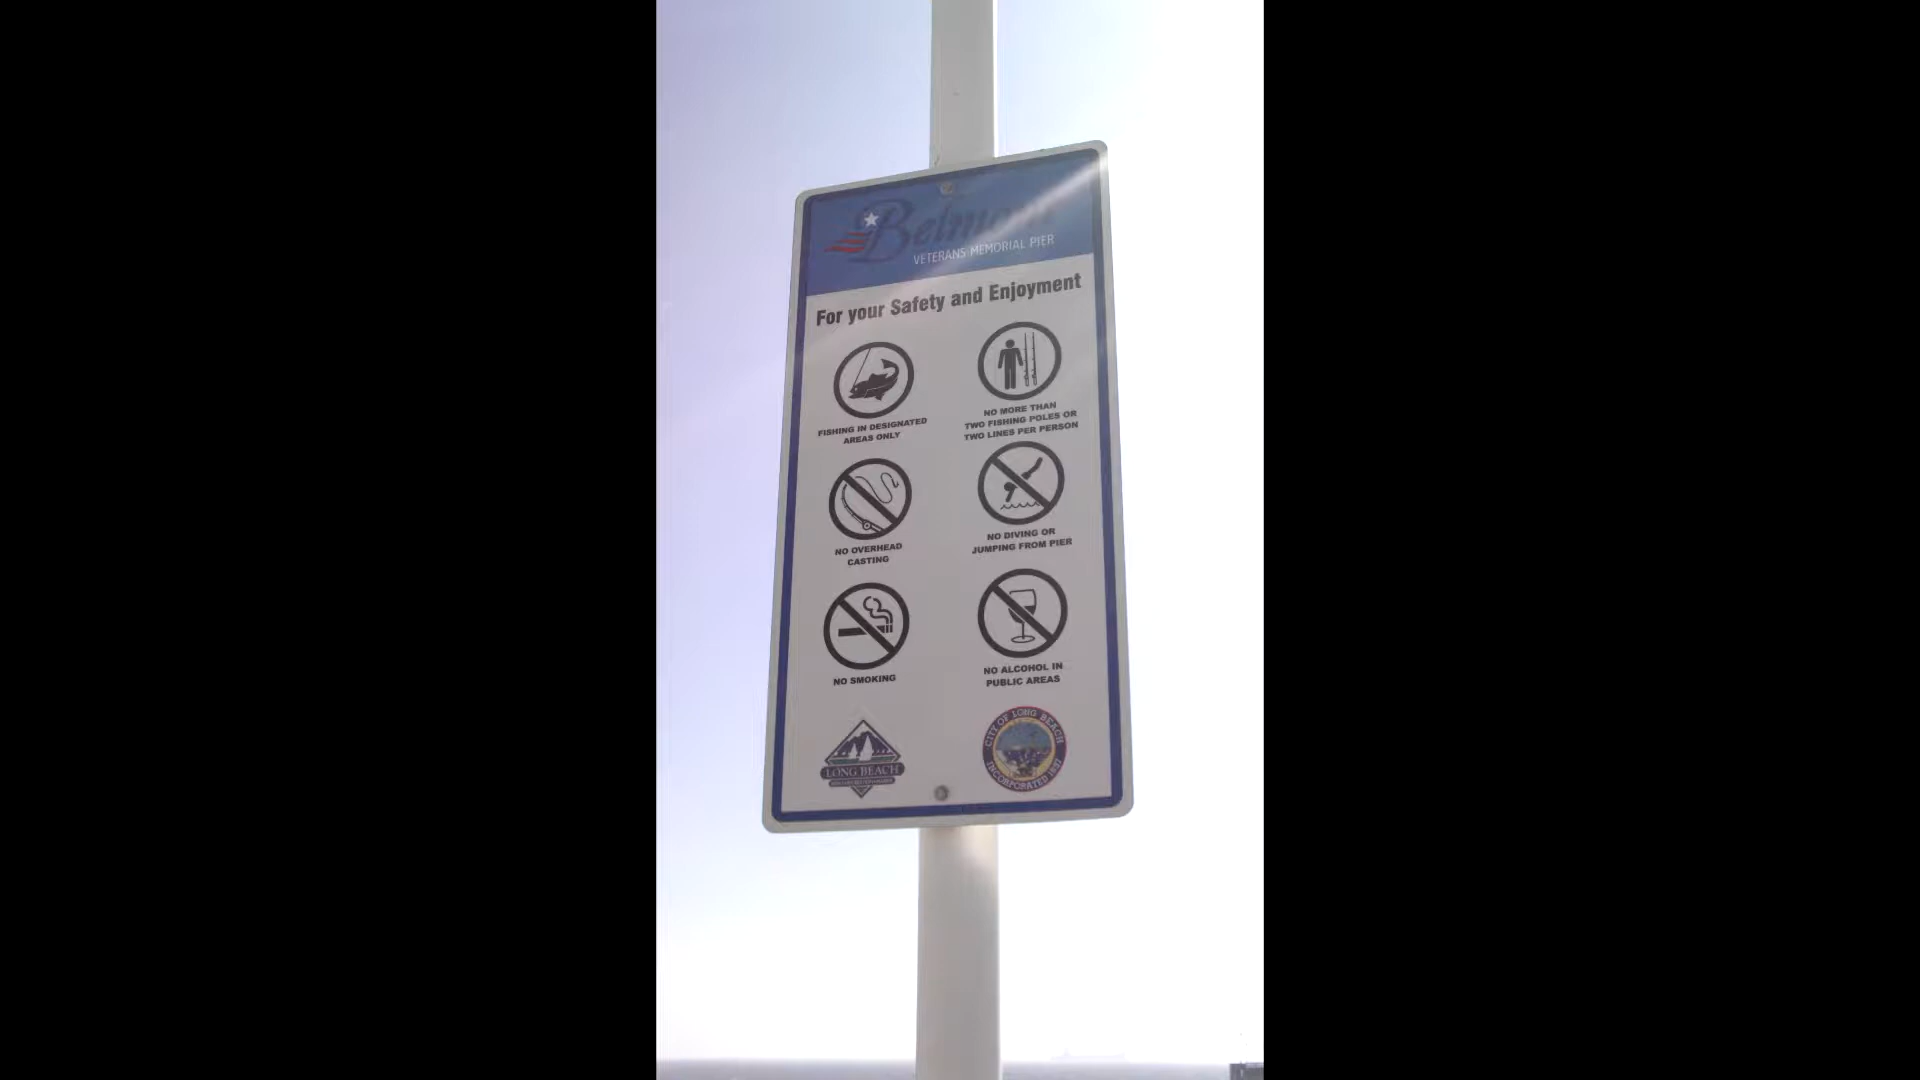 Belmont
VETERANS MEMORIAL PIER
For your Safety and Enjoyment
FISHING IN DESIGNATED
AREAS ONLY
NO MORE THAN
TWO FISHING POLES OR
TWO LINES PER PERSON
NO OVERHEAD
CASTING
NO DIVING OR
JUMPING FROM PIER
NO SMOKING
NO ALCOHOL IN
PUBLIC AREAS
LONG BEACH
CITY OF LONG BEACH
INCORPORATED 1897